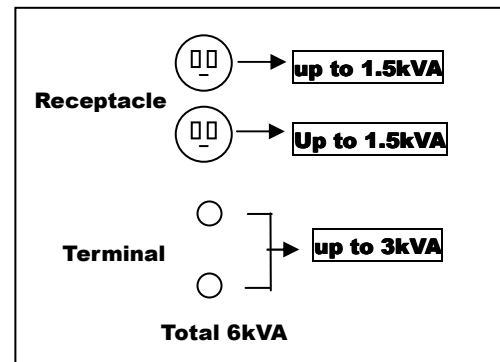 up to 1.5kVA
Receptacle
Up to 1.5kVA
up to 3kVA
Terminal
Total 6kVA